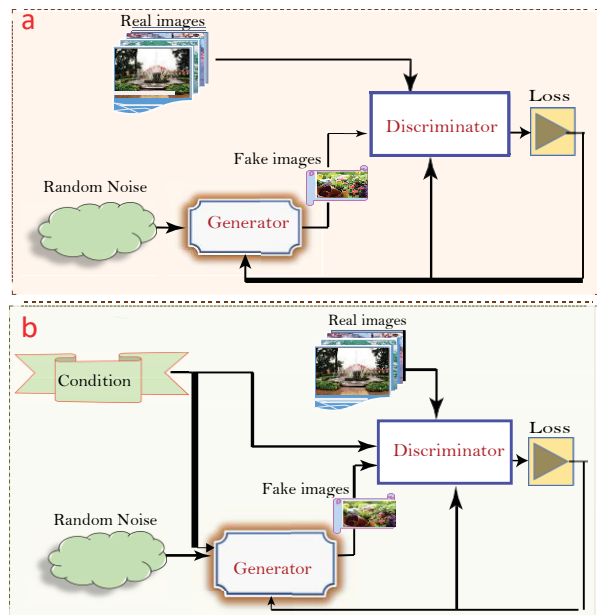 a
Real images
Discriminator
Loss
Fake images
Random Noise
Generator
b
Real images
Condition
Discriminator
Loss
Fake images
Random Noise
Generator